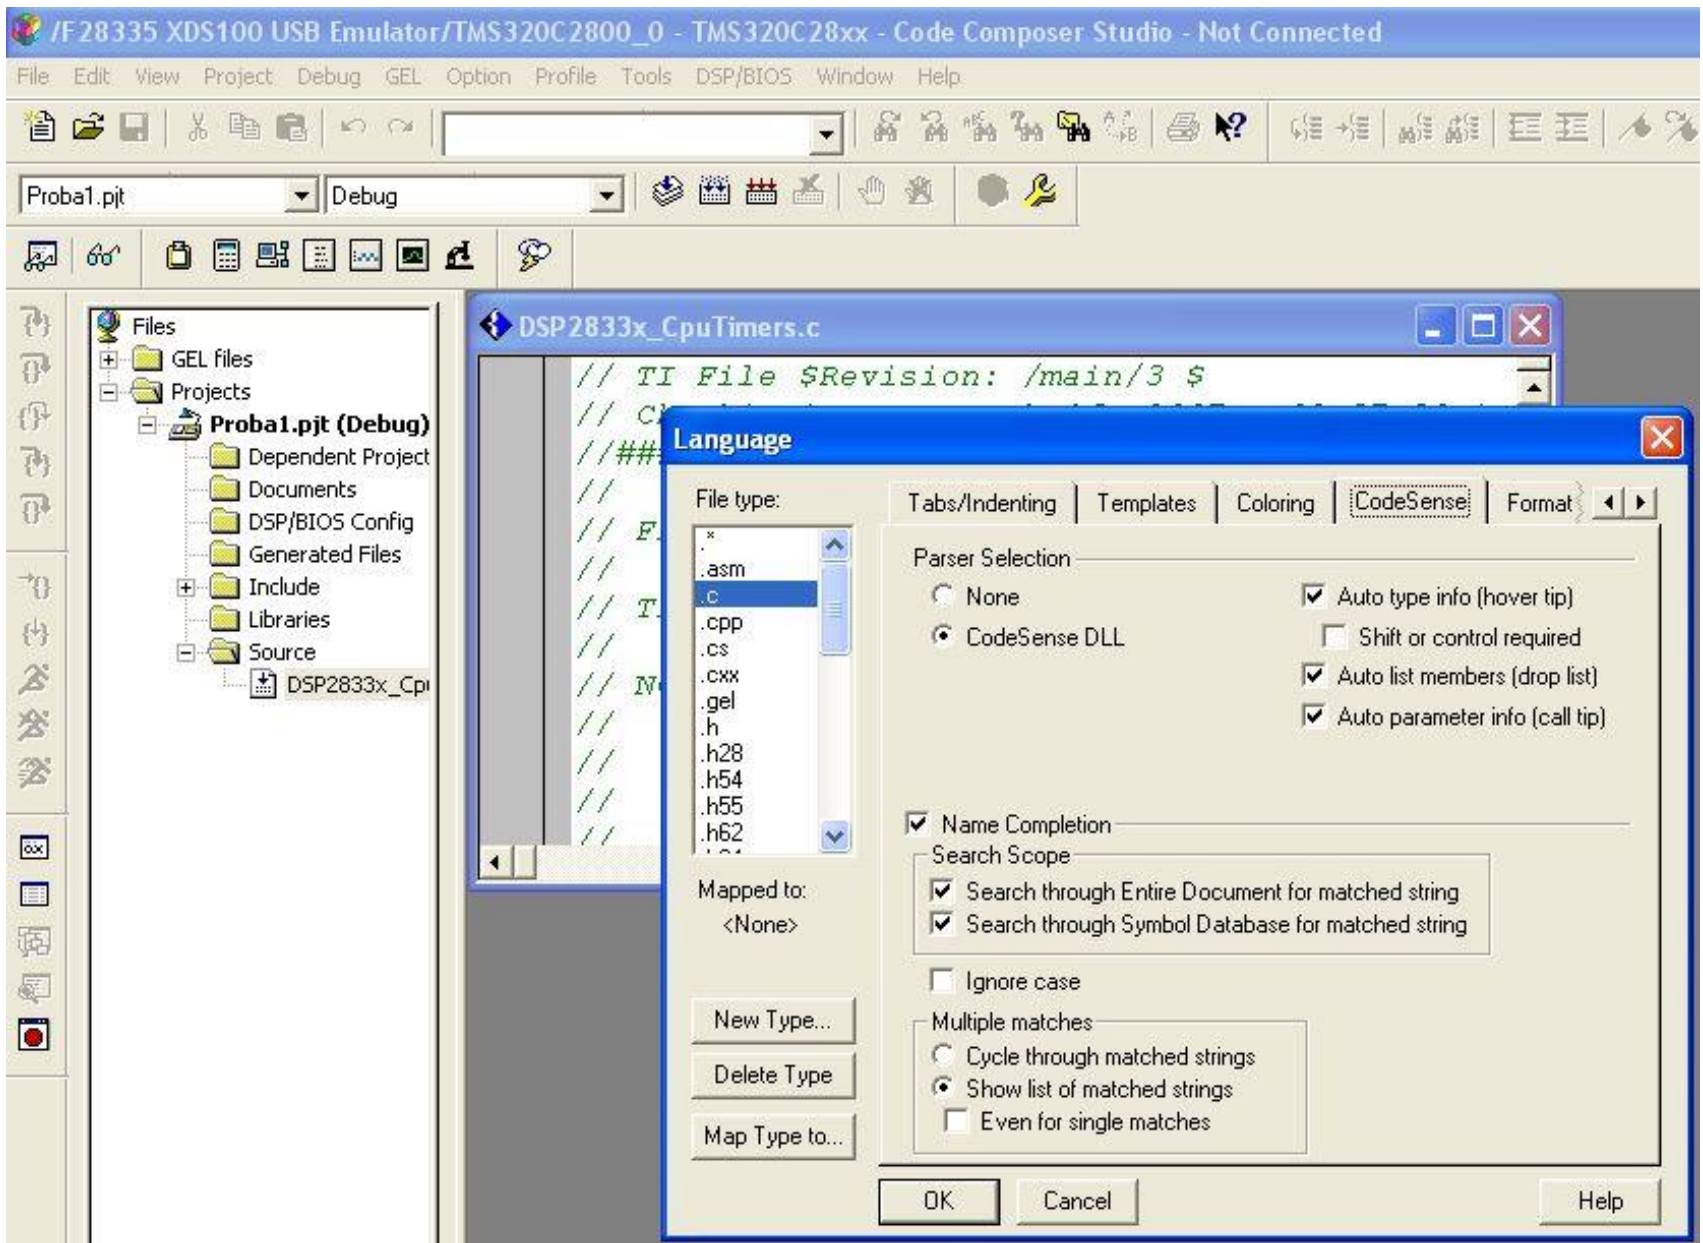 /F28335 XDS100 USB Emulator/TMS320C2800_0 - TMS320C28xx - Code Composer Studio - Not Connected
File Edit View Project Debug GEL Option Profile Tools DSP/BIOS Window Help
Proba1.pjt Debug
Files
GEL files
Projects
Proba1.pjt (Debug)
Dependent Project
Documents
DSP/BIOS Config
Generated Files
Include
Libraries
Source
DSP2833x_Cpu
DSP2833x_CpuTimers.c
// TI File $Revision: /main/3 $
//
//###
//
// F
//
// T
//
// N
//
//
//
//
Language
File type:
.*
.asm
.c
.cpp
.cs
.cxx
.gel
.h
.h28
.h54
.h55
.h62
Mapped to:
<None>
New Type...
Delete Type
Map Type to...
Tabs/Indenting Templates Coloring CodeSense Format
Parser Selection
None
CodeSense DLL
Auto type info (hover tip)
Shift or control required
Auto list members (drop list)
Auto parameter info (call tip)
Name Completion
Search Scope
Search through Entire Document for matched string
Search through Symbol Database for matched string
Ignore case
Multiple matches
Cycle through matched strings
Show list of matched strings
Even for single matches
OK Cancel Help